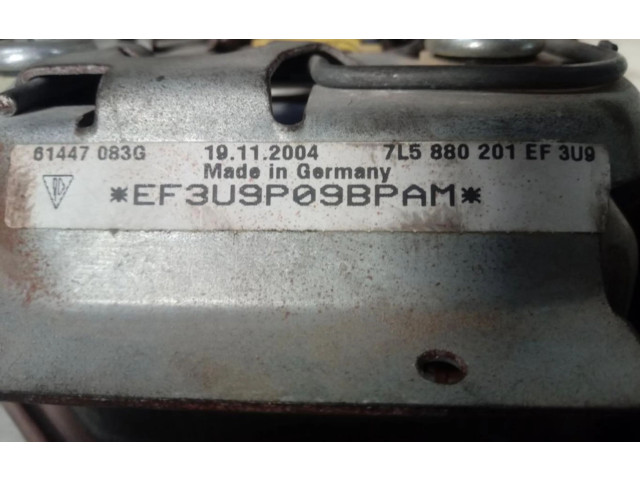 61447 083G 19.11.2004 7L5 880 201 EF 3U9
Made in Germany
*EF3U9P09BPAM*